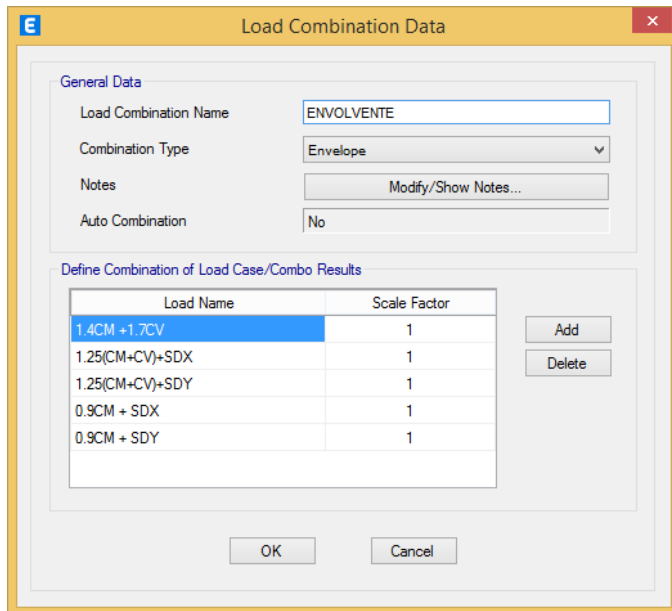 E
Load Combination Data
×
General Data
Load Combination Name
ENVOLVENTE
Combination Type
Envelope
Notes
Modify/Show Notes...
Auto Combination
No
Define Combination of Load Case/Combo Results
Load Name Scale Factor
1.4CM +1.7CV 1
1.25(CM+CV)+SDX 1
1.25(CM+CV)+SDY 1
0.9CM + SDX 1
0.9CM + SDY 1
Add
Delete
OK
Cancel